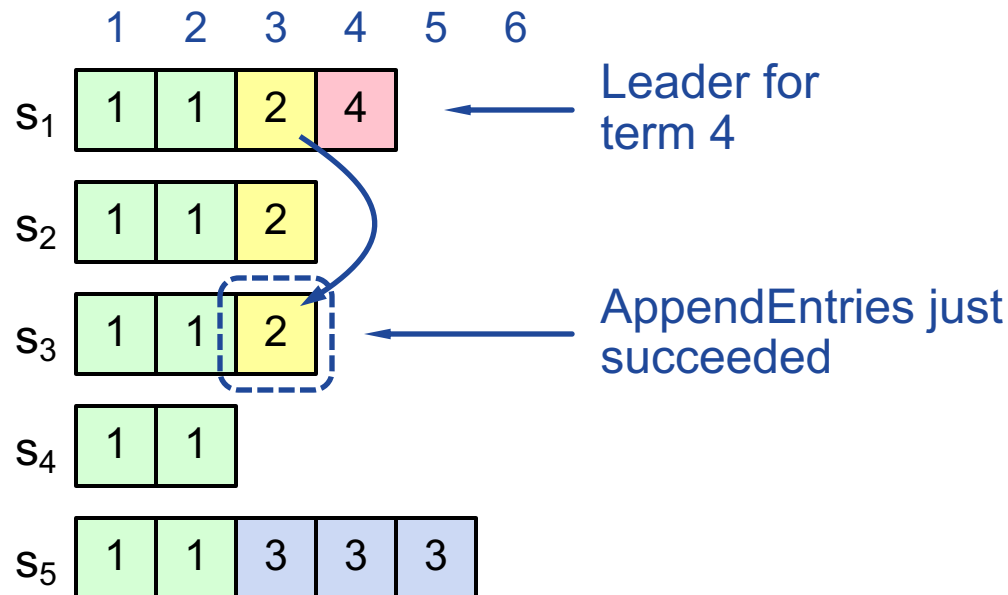 1 2 3 4 5 6
s1 1 1 2 4
Leader for
term 4
s2 1 1 2
s3 1 1 2
AppendEntries just
succeeded
s4 1 1
s5 1 1 3 3 3